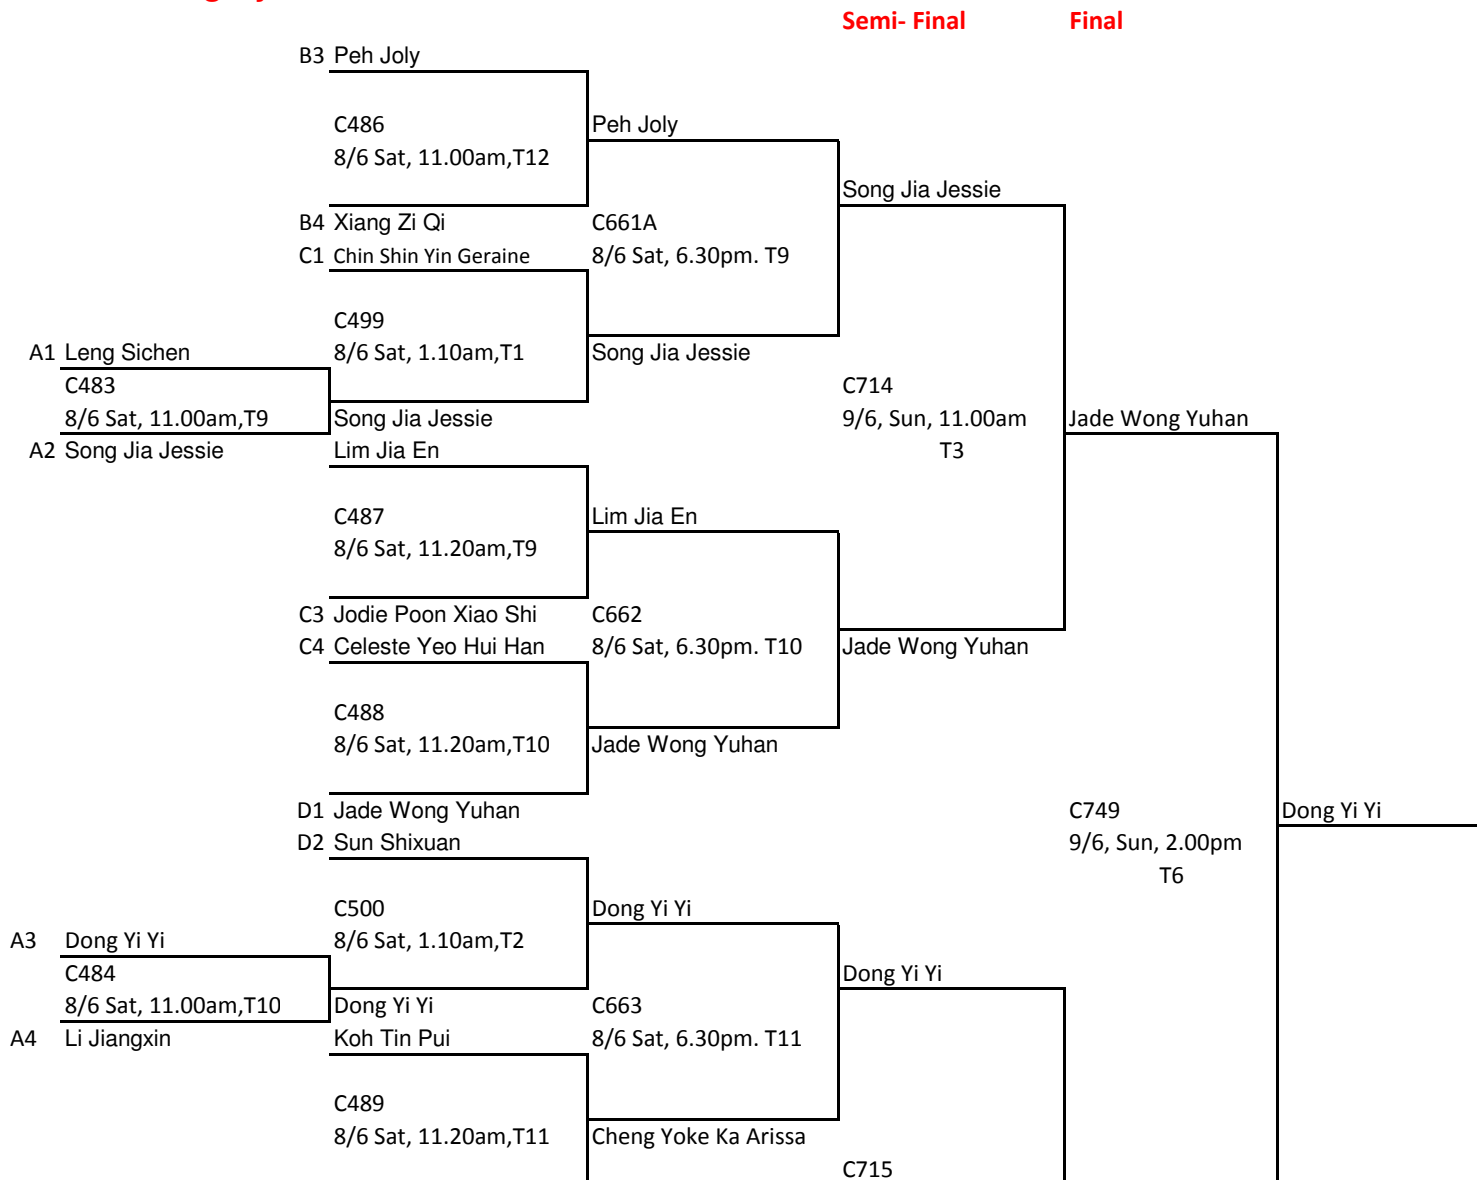 Semi- Final Final
B3 Peh Joly
C486 Peh Joly
8/6 Sat, 11.00am,T12
Song Jia Jessie
B4 Xiang Zi Qi C661A
C1 Chin Shin Yin Geraine 8/6 Sat, 6.30pm. T9
C499
A1 Leng Sichen 8/6 Sat, 1.10am,T1 Song Jia Jessie
C483 C714
8/6 Sat, 11.00am,T9 Song Jia Jessie 9/6, Sun, 11.00am Jade Wong Yuhan
A2 Song Jia Jessie Lim Jia En T3
C487 Lim Jia En
8/6 Sat, 11.20am,T9
C3 Jodie Poon Xiao Shi C662
C4 Celeste Yeo Hui Han 8/6 Sat, 6.30pm. T10 Jade Wong Yuhan
C488
8/6 Sat, 11.20am,T10 Jade Wong Yuhan
D1 Jade Wong Yuhan C749 Dong Yi Yi
D2 Sun Shixuan 9/6, Sun, 2.00pm
T6
C500 Dong Yi Yi
A3 Dong Yi Yi 8/6 Sat, 1.10am,T2
C484 Dong Yi Yi
8/6 Sat, 11.00am,T10 Dong Yi Yi C663
A4 Li Jiangxin Koh Tin Pui 8/6 Sat, 6.30pm. T11
C489
8/6 Sat, 11.20am,T11 Cheng Yoke Ka Arissa
C715